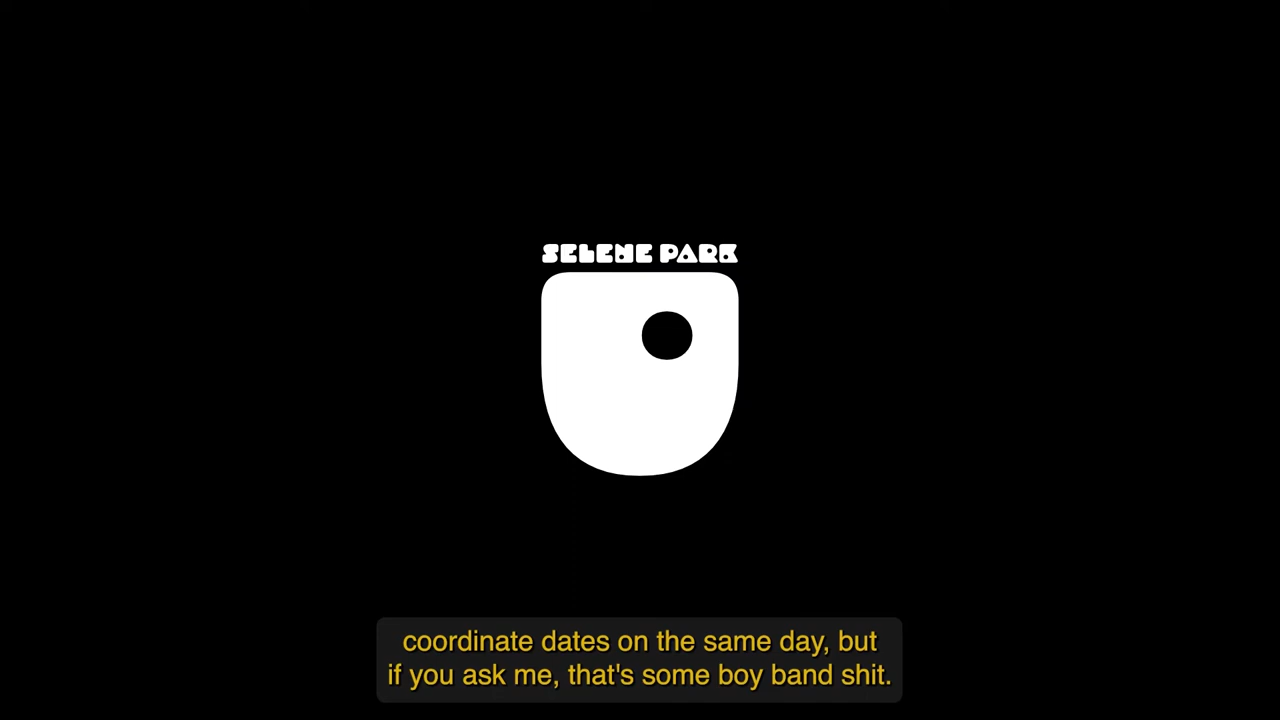 SELENE PARK
coordinate dates on the same day, but
if you ask me, that's some boy band shit.